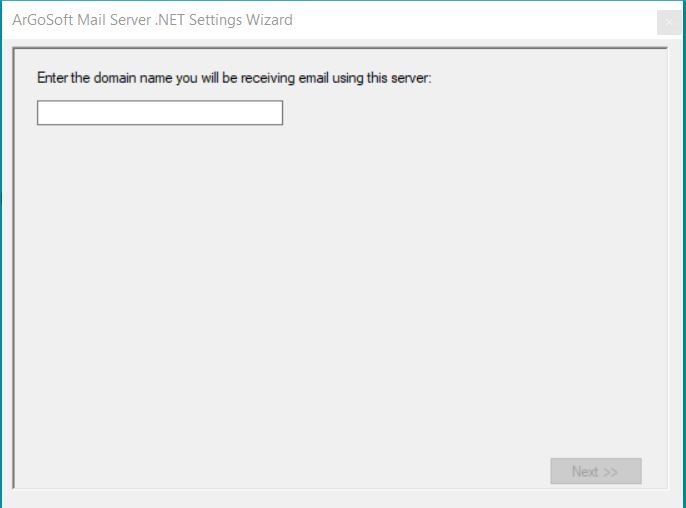 ArGoSoft Mail Server .NET Settings Wizard
Enter the domain name you will be receiving email using this server:
Next >>